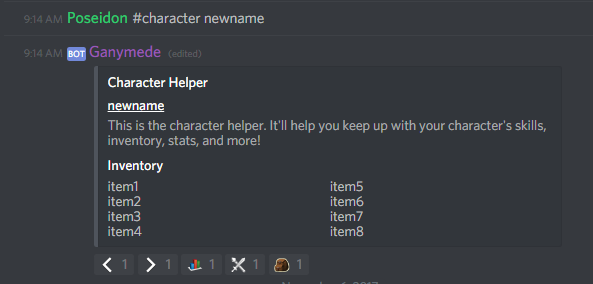 9:14 AM Poseidon #character newname
9:14 AM BOT Ganymede (edited)
Character Helper
newname
This is the character helper. It'll help you keep up with your character's skills,
inventory, stats, and more!
Inventory
item1 item5
item2 item6
item3 item7
item4 item8
1 1 1 1 1